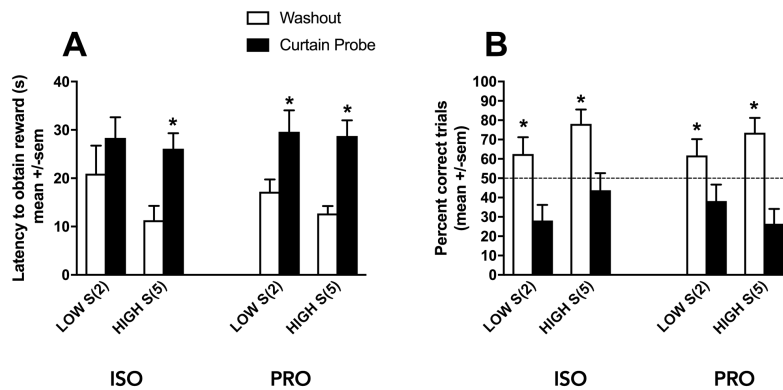 Washout
Curtain Probe
A
Latency to obtain reward (s)
mean +/-sem
40
30
20
10
0
*
*
*
LOW S(2)
HIGH S(5)
LOW S(2)
HIGH S(5)
ISO
PRO
B
Percent correct trials
(mean +/-sem)
100
90
80
70
60
50
40
30
20
10
0
*
*
*
*
LOW S(2)
HIGH S(5)
LOW S(2)
HIGH S(5)
ISO
PRO